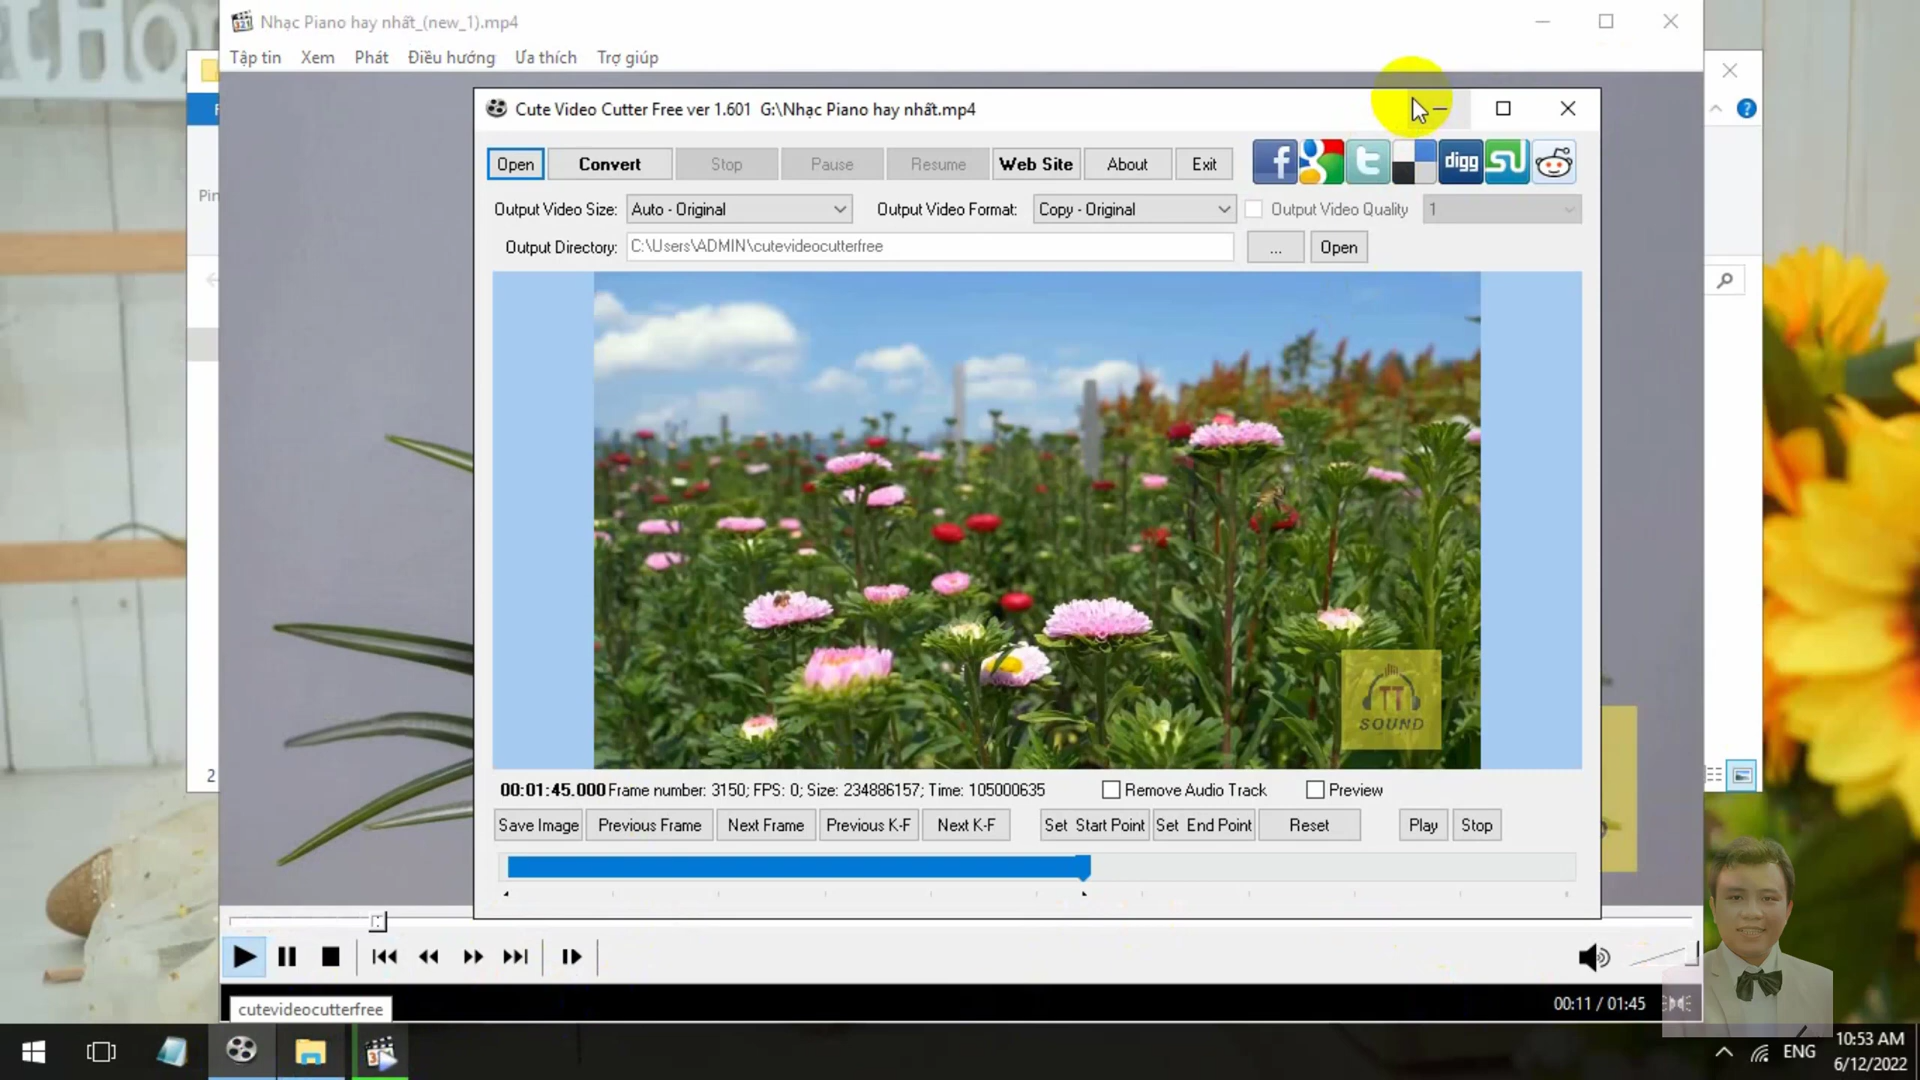 Nhạc Piano hay nhất_(new_1).mp4
Tập tin Xem Phát Điều hướng Ưa thích Trợ giúp
Cute Video Cutter Free ver 1.601 G:\Nhạc Piano hay nhất.mp4
Open Convert Stop Pause Resume Web Site About Exit
digg
Output Video Size: Auto - Original Output Video Format: Copy - Original Output Video Quality 1
Output Directory: C:\Users\ADMIN\cutevideocutterfree ... Open
TT
SOUND
00:01:45.000 Frame number: 3150; FPS: 0; Size: 234886157; Time: 105000635 Remove Audio Track Preview
Save Image Previous Frame Next Frame Previous K-F Next K-F Set Start Point Set End Point Reset Play Stop
2
00:11 / 01:45
cutevideocutterfree
ENG
10:53 AM
6/12/2022